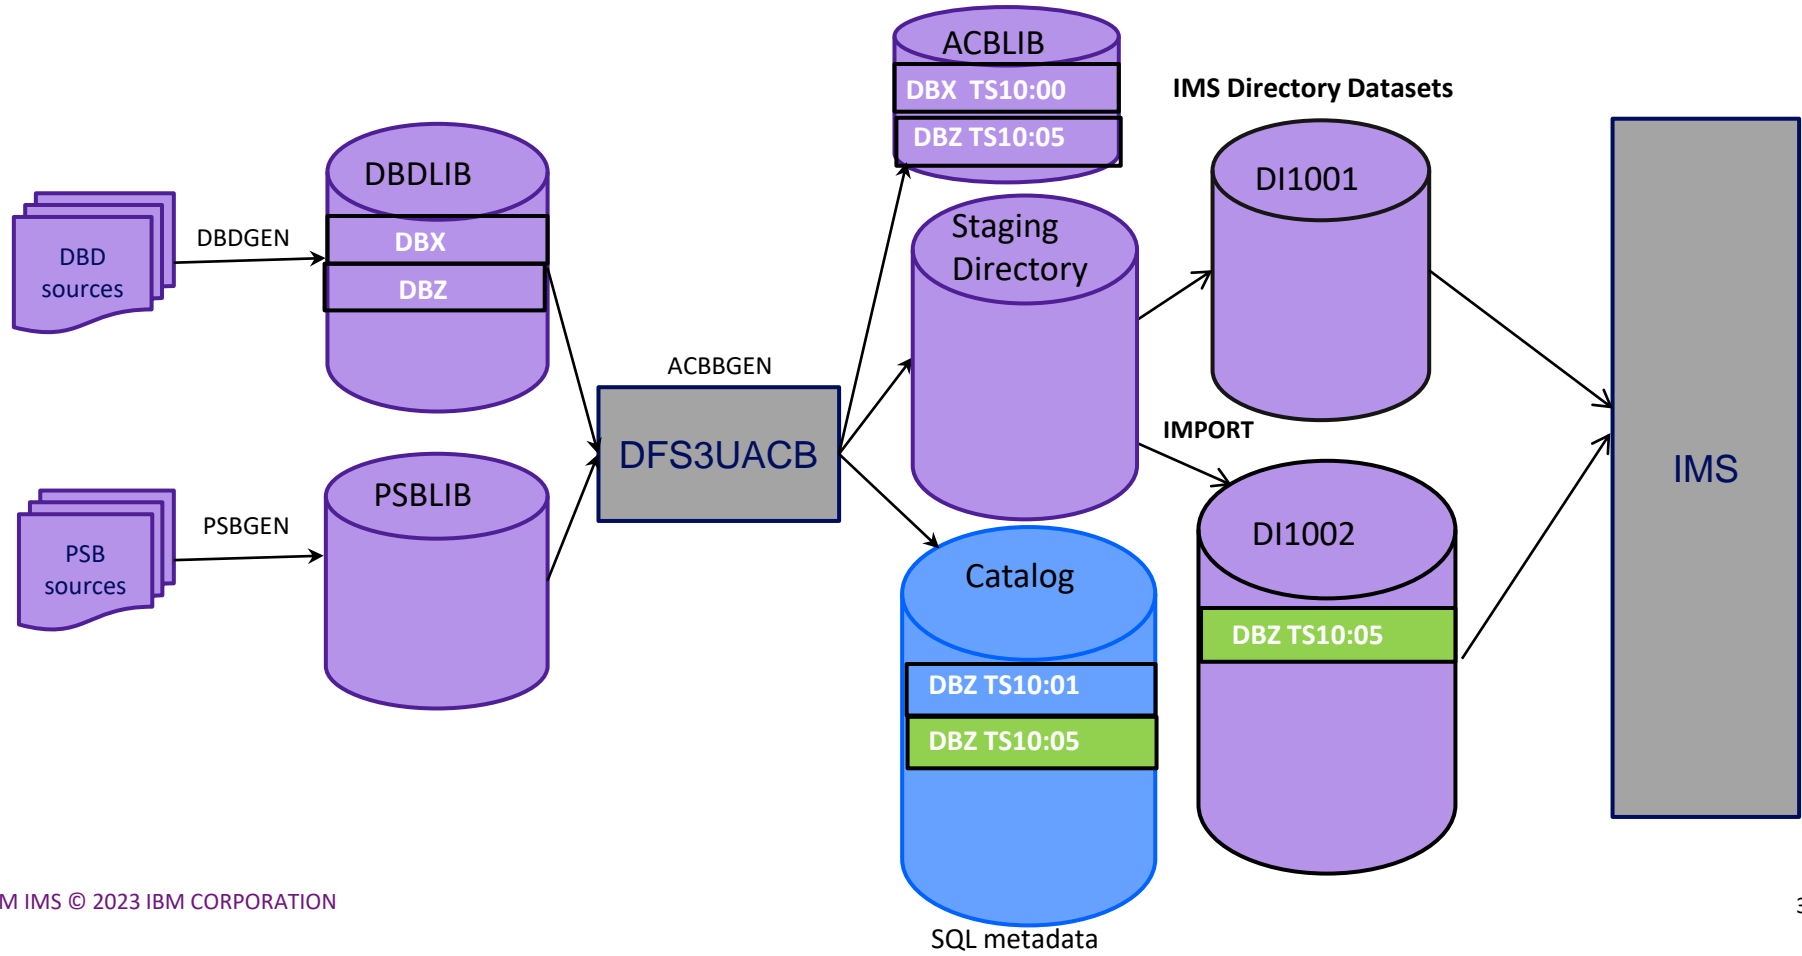 ACBLIB
DBX  TS10:00
DBZ TS10:05
IMS Directory Datasets
DBDLIB
DBX
DBZ
DBD
sources
DBDGEN
Staging
Directory
DI1001
ACBBGEN
DFS3UACB
IMPORT
IMS
PSB
sources
PSBGEN
PSBLIB
Catalog
DBZ TS10:01
DBZ TS10:05
DI1002
DBZ TS10:05
M IMS © 2023 IBM CORPORATION
SQL metadata